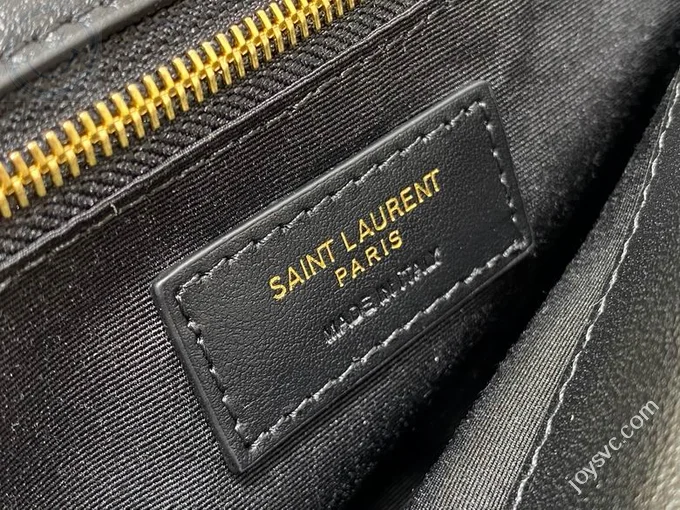 SAINT LAURENT
PARIS
MADE IN ITALY
joysvc.com